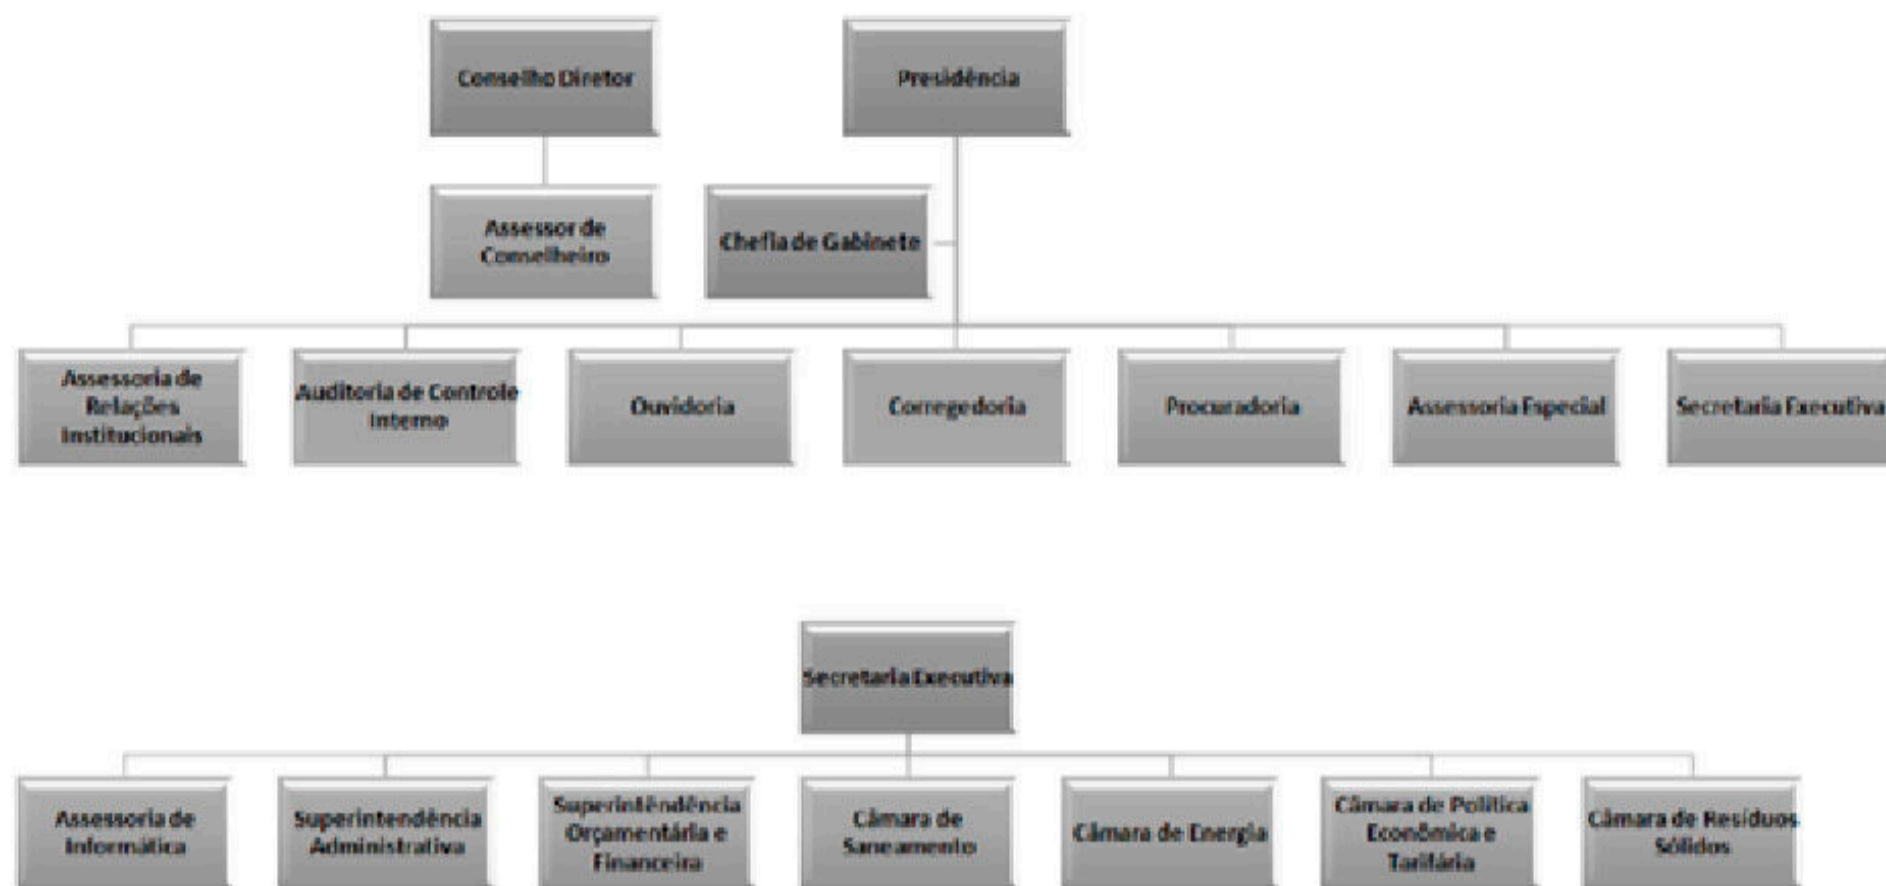 Conselho Diretor
Presidência
Assessor de
Conselheiro
Chefia de Gabinete
Assessoria de
Relações
Institucionais
Auditoria de Controle
Interno
Ouvidoria
Corregedoria
Procuradoria
Assessoria Especial
Secretaria Executiva
Secretaria Executiva
Assessoria de
Informática
Superintendência
Administrativa
Superintêndência
Orçamentária e
Financeira
Câmara de
Saneamento
Câmara de Energia
Câmara de Política
Econômica e
Tarifária
Câmara de Resíduos
Sólidos